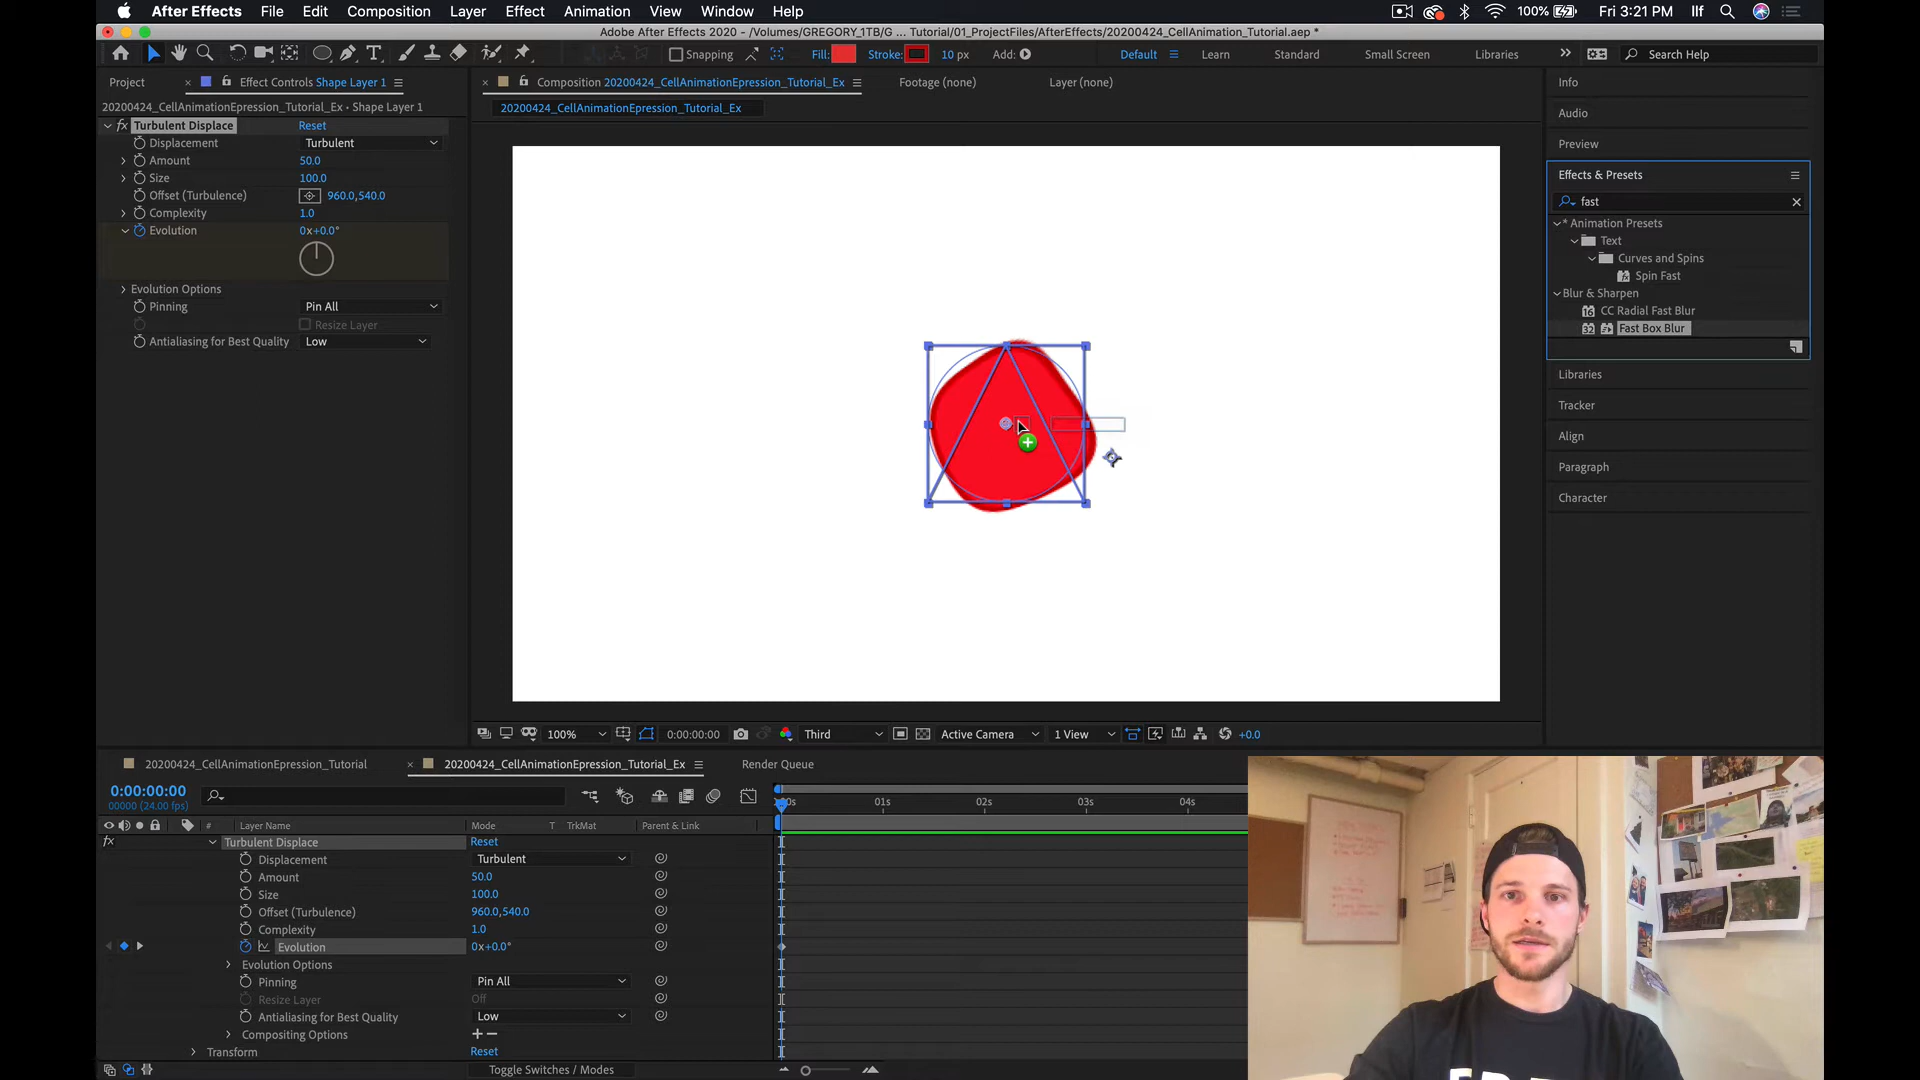 After Effects File Edit Composition Layer Effect Animation View Window Help 100% Fri 3:21 PM llf
Adobe After Effects 2020 - /Volumes/GREGORY_1TB/G ... Tutorial/01_ProjectFiles/AfterEffects/20200424_CellAnimation_Tutorial.aep *
Snapping Fill: Stroke: 10 px Add: Default Learn Standard Small Screen Libraries Search Help
Project Effect Controls Shape Layer 1 Composition 20200424_CellAnimationEpression_Tutorial_Ex Footage (none) Layer (none) Info
20200424_CellAnimationEpression_Tutorial_Ex • Shape Layer 1 20200424_CellAnimationEpression_Tutorial_Ex
Audio
fx Turbulent Displace Reset
Displacement Turbulent Preview
Amount 50.0
Size 100.0 Effects & Presets
Offset (Turbulence) 960.0,540.0 fast
Complexity 1.0
Evolution 0x+0.0°
* Animation Presets
Text
Curves and Spins
Spin Fast
Evolution Options Blur & Sharpen
Pinning Pin All CC Radial Fast Blur
Resize Layer Fast Box Blur
Antialiasing for Best Quality Low
Libraries
Tracker
Align
Paragraph
Character
100% 0:00:00:00 Third Active Camera 1 View +0.0
20200424_CellAnimationEpression_Tutorial 20200424_CellAnimationEpression_Tutorial_Ex Render Queue
0:00:00:00
00000 (24.00 fps) 01s 02s 03s 04s
# Layer Name Mode T TrkMat Parent & Link
fx Turbulent Displace Reset
Displacement Turbulent
Amount 50.0
Size 100.0
Offset (Turbulence) 960.0,540.0
Complexity 1.0
Evolution 0x+0.0°
Evolution Options
Pinning Pin All
Resize Layer Off
Antialiasing for Best Quality Low
Compositing Options + −
Transform Reset
Toggle Switches / Modes